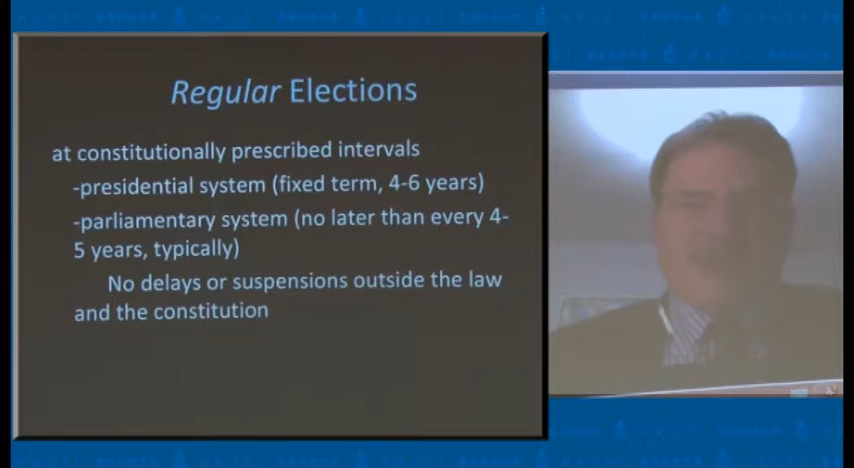 Regular Elections
at constitutionally prescribed intervals
-presidential system (fixed term, 4-6 years)
-parliamentary system (no later than every 4-
5 years, typically)
No delays or suspensions outside the law
and the constitution